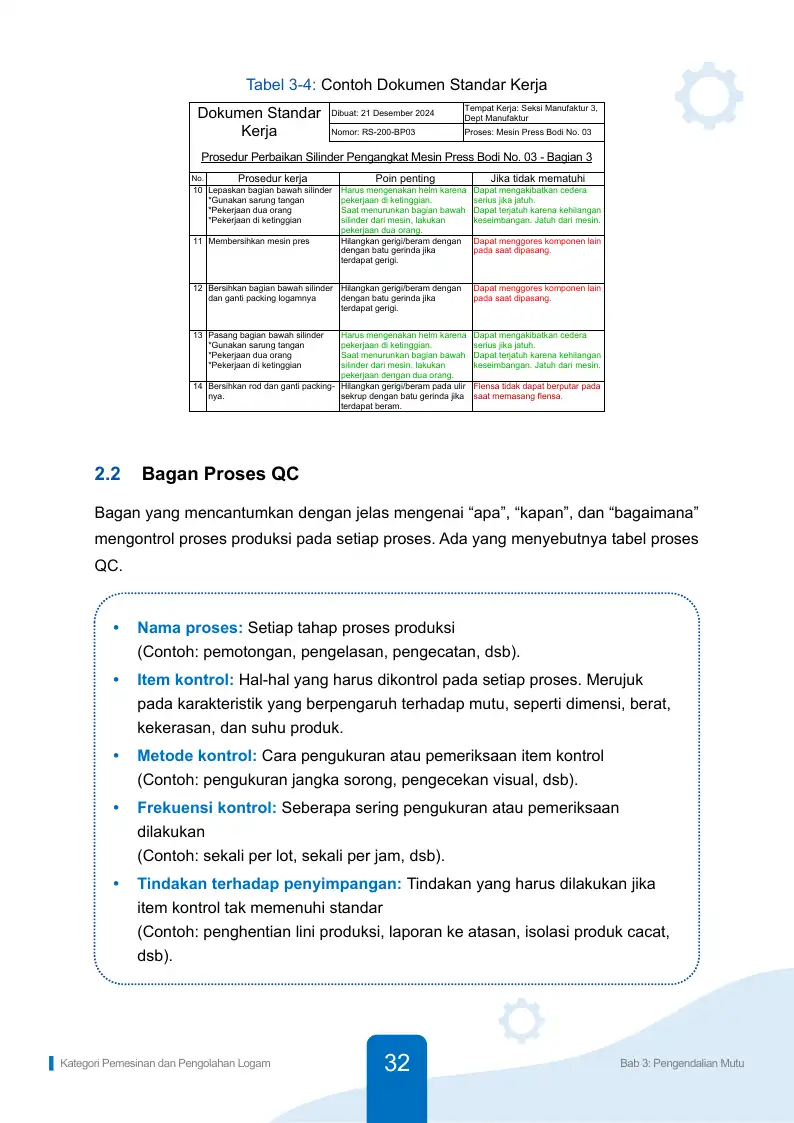 Tabel 3-4: Contoh Dokumen Standar Kerja
Dokumen Standar
Kerja
Dibuat: 21 Desember 2024
Tempat Kerja: Seksi Manufaktur 3,
Dept Manufaktur
Nomor: RS-200-BP03
Proses: Mesin Press Bodi No. 03
Prosedur Perbaikan Silinder Pengangkat Mesin Press Bodi No. 03 - Bagian 3
No.
Prosedur kerja
Poin penting
Jika tidak mematuhi
10
Lepaskan bagian bawah silinder
*Gunakan sarung tangan
*Pekerjaan dua orang
*Pekerjaan di ketinggian
Harus mengenakan helm karena
pekerjaan di ketinggian.
Saat menurunkan bagian bawah
silinder dari mesin, lakukan
pekerjaan dua orang.
Dapat mengakibatkan cedera
serius jika jatuh.
Dapat terjatuh karena kehilangan
keseimbangan. Jatuh dari mesin.
11
Membersihkan mesin pres
Hilangkan gerigi/beram dengan
dengan batu gerinda jika
terdapat gerigi.
Dapat menggores komponen lain
pada saat dipasang.
12
Bersihkan bagian bawah silinder
dan ganti packing logamnya
Hilangkan gerigi/beram dengan
dengan batu gerinda jika
terdapat gerigi.
Dapat menggores komponen lain
pada saat dipasang.
13
Pasang bagian bawah silinder
*Gunakan sarung tangan
*Pekerjaan dua orang
*Pekerjaan di ketinggian
Harus mengenakan helm karena
pekerjaan di ketinggian.
Saat menurunkan bagian bawah
silinder dari mesin, lakukan
pekerjaan dengan dua orang.
Dapat mengakibatkan cedera
serius jika jatuh.
Dapat terjatuh karena kehilangan
keseimbangan. Jatuh dari mesin.
14
Bersihkan rod dan ganti packing-
nya.
Hilangkan gerigi/beram pada ulir
sekrup dengan batu gerinda jika
terdapat beram.
Flensa tidak dapat berputar pada
saat memasang flensa.
2.2 Bagan Proses QC
Bagan yang mencantumkan dengan jelas mengenai “apa”, “kapan”, dan “bagaimana”
mengontrol proses produksi pada setiap proses. Ada yang menyebutnya tabel proses
QC.
• Nama proses: Setiap tahap proses produksi
(Contoh: pemotongan, pengelasan, pengecatan, dsb).
• Item kontrol: Hal-hal yang harus dikontrol pada setiap proses. Merujuk
pada karakteristik yang berpengaruh terhadap mutu, seperti dimensi, berat,
kekerasan, dan suhu produk.
• Metode kontrol: Cara pengukuran atau pemeriksaan item kontrol
(Contoh: pengukuran jangka sorong, pengecekan visual, dsb).
• Frekuensi kontrol: Seberapa sering pengukuran atau pemeriksaan
dilakukan
(Contoh: sekali per lot, sekali per jam, dsb).
• Tindakan terhadap penyimpangan: Tindakan yang harus dilakukan jika
item kontrol tak memenuhi standar
(Contoh: penghentian lini produksi, laporan ke atasan, isolasi produk cacat,
dsb).
Kategori Pemesinan dan Pengolahan Logam
32
Bab 3: Pengendalian Mutu